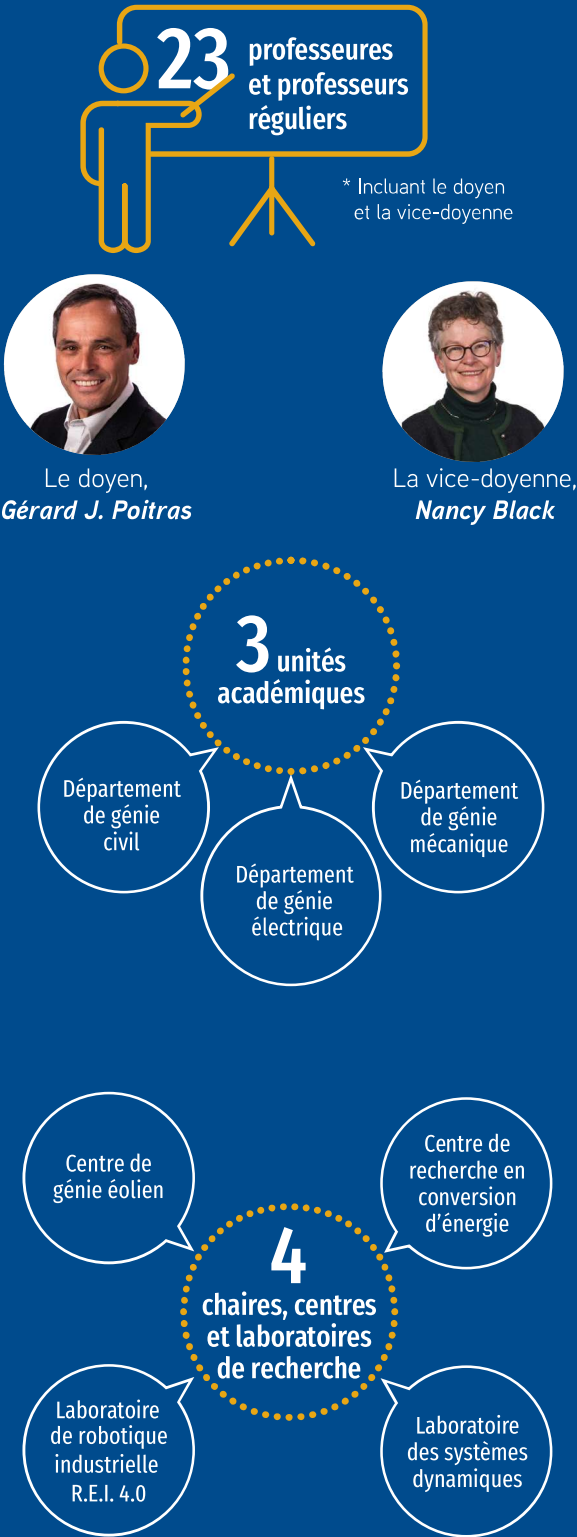 23 professeures
et professeurs
réguliers
* Incluant le doyen
et la vice-doyenne
Le doyen,
Gérard J. Poitras
La vice-doyenne,
Nancy Black
3 unités
académiques
Département
de génie
civil
Département
de génie
électrique
Département
de génie
mécanique
Centre de
génie éolien
Centre de
recherche en
conversion
d’énergie
4
chaires, centres
et laboratoires
de recherche
Laboratoire
de robotique
industrielle
R.E.I. 4.0
Laboratoire
des systèmes
dynamiques